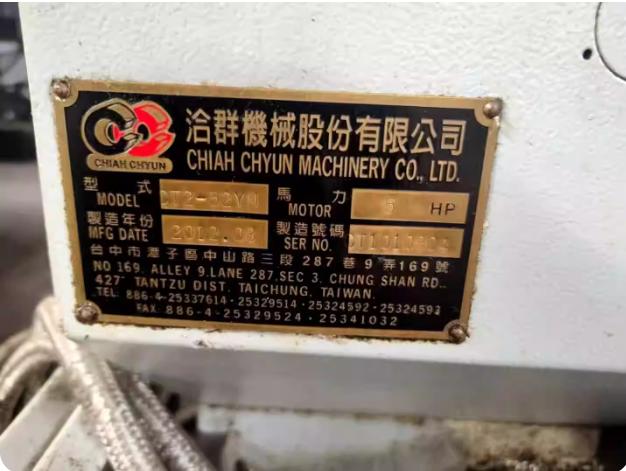 CHIAH CHYUN
洽群機械股份有限公司
CHIAH CHYUN MACHINERY CO., LTD.
型 式
MODEL
馬 力
MOTOR 5 HP
製造年份
MFG DATE 2012.08
製造號碼
SER NO.
台中市潭子區中山路三段287巷9弄169號
NO 169. ALLEY 9. LANE 287. SEC 3. CHUNG SHAN RD..
427 TANTZU DIST. TAICHUNG, TAIWAN.
TEL: 886-4-25337614·25329514·25324592·25324593
FAX 886-4-25329524·25341032